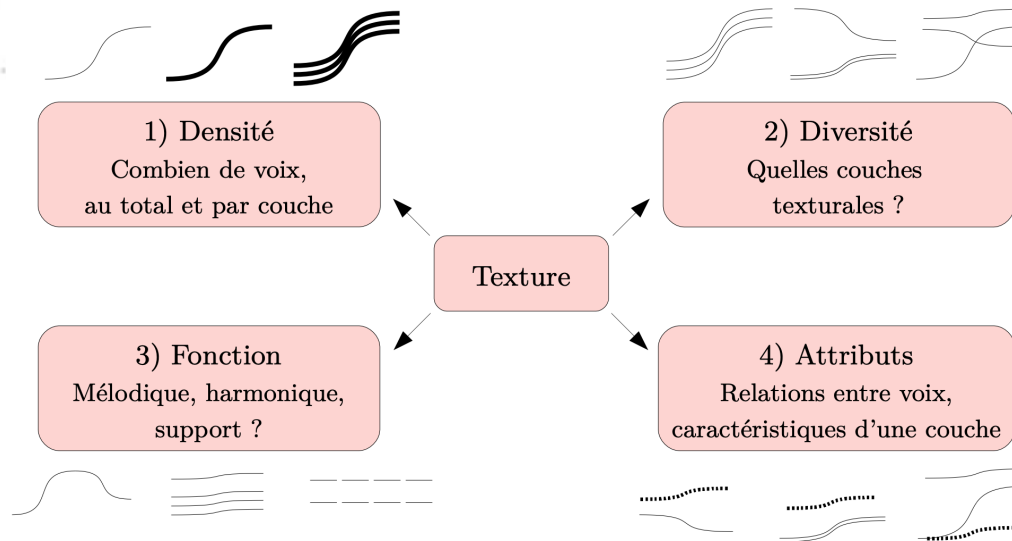 1) Densité
Combien de voix,
au total et par couche
2) Diversité
Quelles couches
texturales ?
Texture
3) Fonction
Mélodique, harmonique,
support ?
4) Attributs
Relations entre voix,
caractéristiques d'une couche